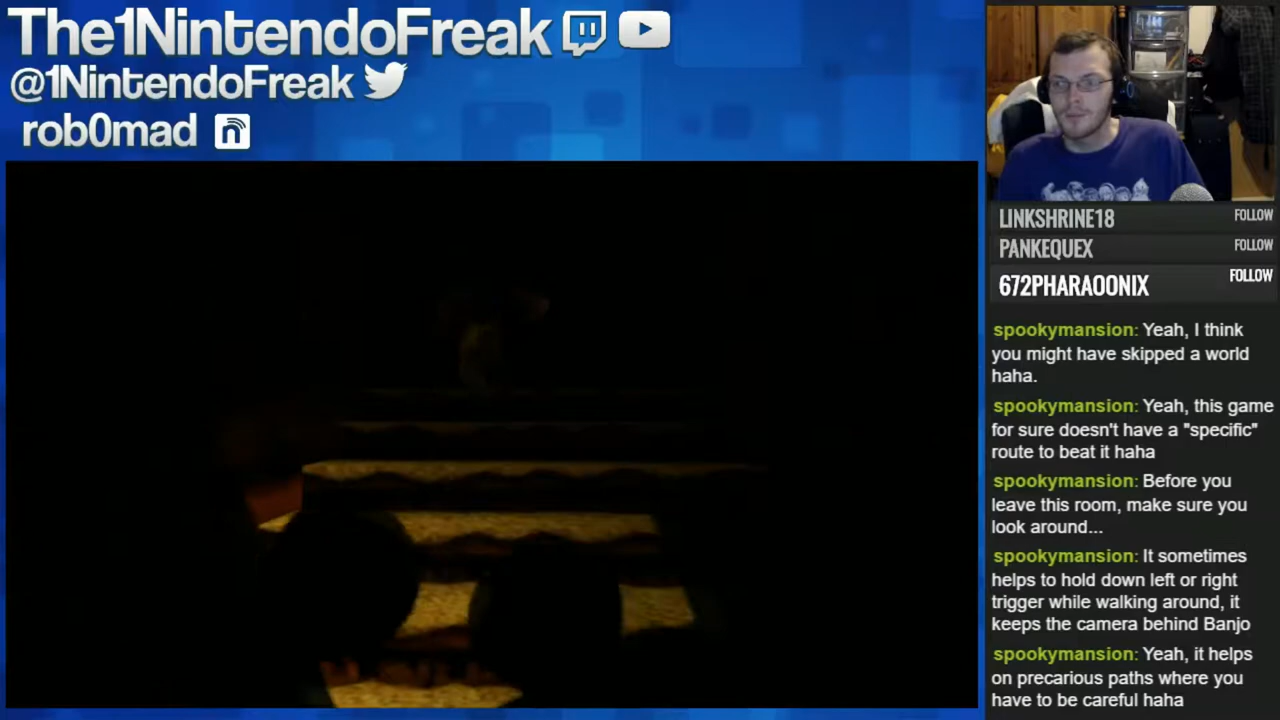 The1NintendoFreak
@1NintendoFreak
rob0mad
LINKSHRINE18 FOLLOW
PANKEQUEX FOLLOW
672PHARAOONIX FOLLOW
spookymansion: Yeah, I think
you might have skipped a world
haha.
spookymansion: Yeah, this game
for sure doesn't have a "specific"
route to beat it haha
spookymansion: Before you
leave this room, make sure you
look around...
spookymansion: It sometimes
helps to hold down left or right
trigger while walking around, it
keeps the camera behind Banjo
spookymansion: Yeah, it helps
on precarious paths where you
have to be careful haha